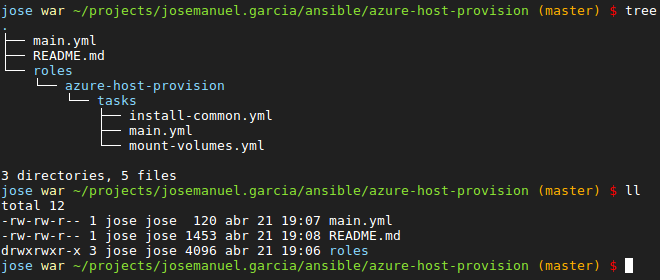 jose war ~/projects/josemanuel.garcia/ansible/azure-host-provision (master) $ tree
.
├── main.yml
├── README.md
└── roles
    └── azure-host-provision
        └── tasks
            ├── install-common.yml
            ├── main.yml
            └── mount-volumes.yml
3 directories, 5 files
jose war ~/projects/josemanuel.garcia/ansible/azure-host-provision (master) $ ll
total 12
-rw-rw-r-- 1 jose jose  120 abr 21 19:07 main.yml
-rw-rw-r-- 1 jose jose 1453 abr 21 19:08 README.md
drwxrwxr-x 3 jose jose 4096 abr 21 19:06 roles
jose war ~/projects/josemanuel.garcia/ansible/azure-host-provision (master) $